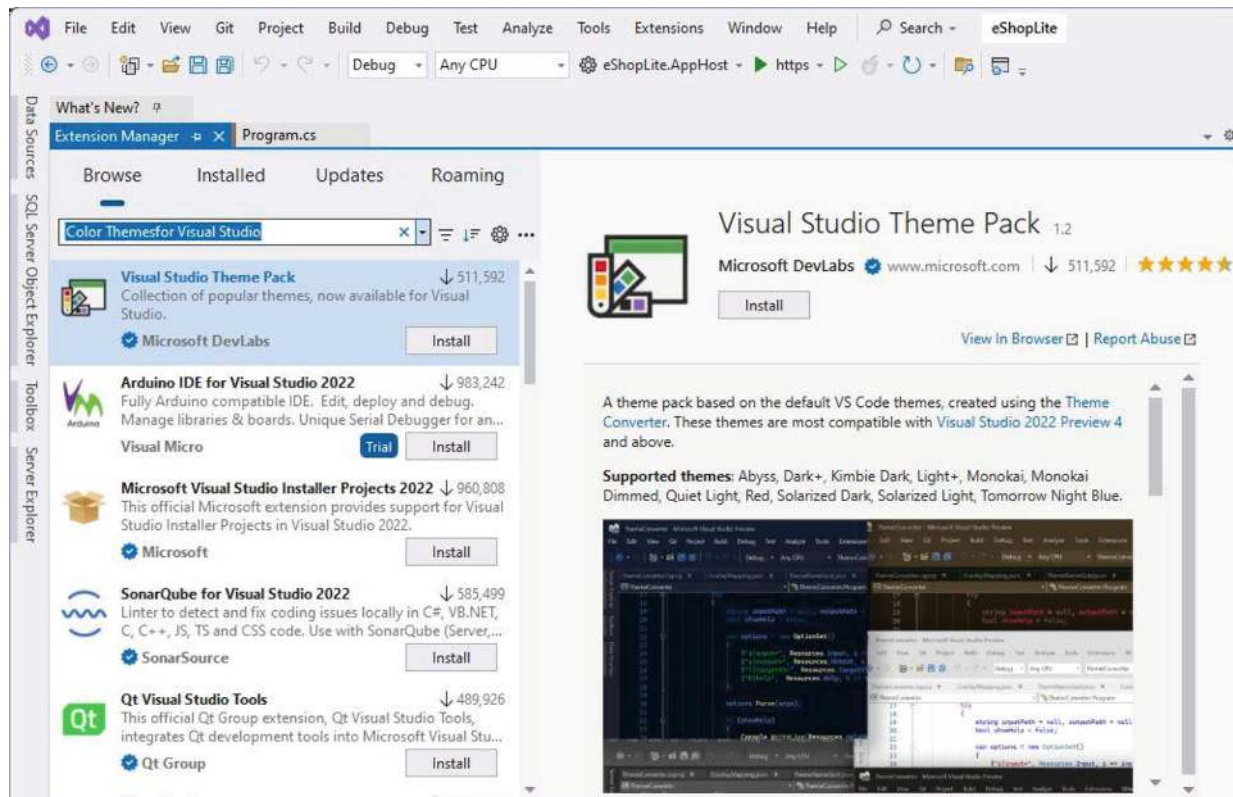 File Edit View Git Project Build Debug Test Analyze Tools Extensions Window Help Search eShopLite
Debug Any CPU eShopLite.AppHost https
What's New?
Extension Manager Program.cs
Data Sources
SQL Server Object Explorer
Toolbox
Server Explorer
Browse Installed Updates Roaming
Color Themesfor Visual Studio
Visual Studio Theme Pack 511,592
Collection of popular themes, now available for Visual
Studio.
Microsoft DevLabs Install
Arduino IDE for Visual Studio 2022 983,242
Fully Arduino compatible IDE. Edit, deploy and debug.
Manage libraries & boards. Unique Serial Debugger for an...
Arduino
Visual Micro Trial Install
Microsoft Visual Studio Installer Projects 2022 960,808
This official Microsoft extension provides support for Visual
Studio Installer Projects in Visual Studio 2022.
Microsoft Install
SonarQube for Visual Studio 2022 585,499
Linter to detect and fix coding issues locally in C#, VB.NET,
C, C++, JS, TS and CSS code. Use with SonarQube (Server,...
SonarSource Install
Qt
Qt Visual Studio Tools 489,926
This official Qt Group extension, Qt Visual Studio Tools,
integrates Qt development tools into Microsoft Visual Stu...
Qt Group Install
Visual Studio Theme Pack 1.2
Microsoft DevLabs www.microsoft.com 511,592
Install
View In Browser | Report Abuse
A theme pack based on the default VS Code themes, created using the Theme
Converter. These themes are most compatible with Visual Studio 2022 Preview 4
and above.
Supported themes: Abyss, Dark+, Kimbie Dark, Light+, Monokai, Monokai
Dimmed, Quiet Light, Red, Solarized Dark, Solarized Light, Tomorrow Night Blue.